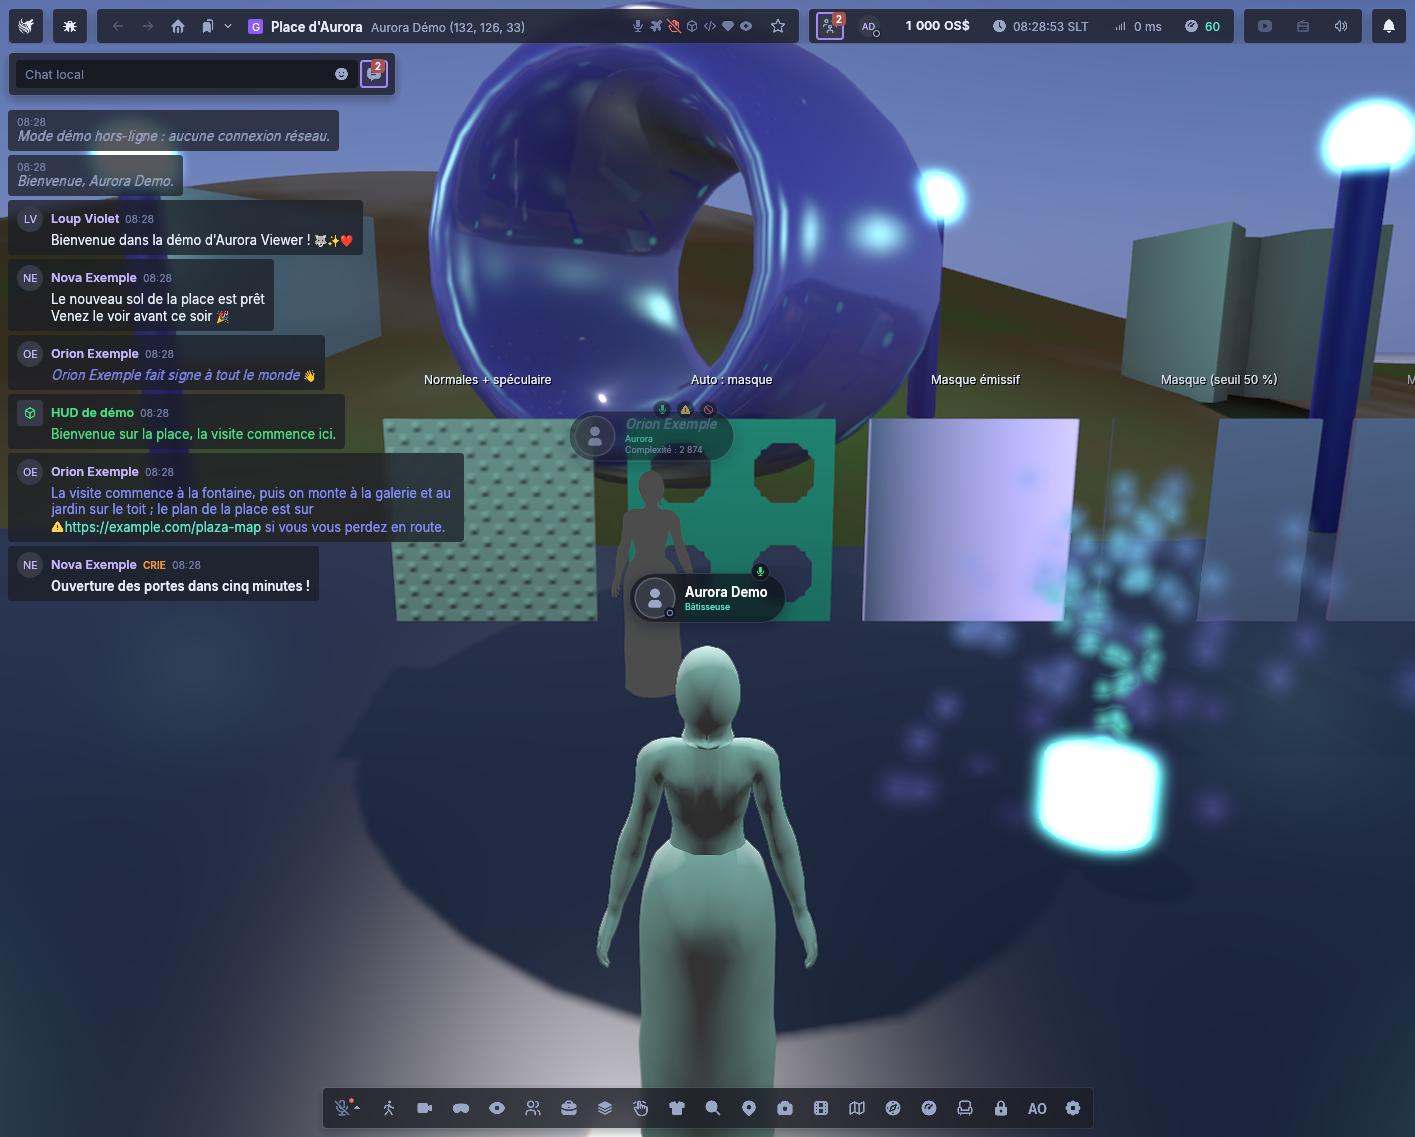 G Place d'Aurora Aurora Démo (132, 126, 33)
2
AD
1 000 OS$
08:28:53 SLT
0 ms
60
Chat local
2
08:28
Mode démo hors-ligne : aucune connexion réseau.
08:28
Bienvenue, Aurora Demo.
LV Loup Violet 08:28
Bienvenue dans la démo d'Aurora Viewer ! 🐺✨❤️
NE Nova Exemple 08:28
Le nouveau sol de la place est prêt
Venez le voir avant ce soir 🎉
OE Orion Exemple 08:28
Orion Exemple fait signe à tout le monde 👋
HUD de démo 08:28
Bienvenue sur la place, la visite commence ici.
OE Orion Exemple 08:28
La visite commence à la fontaine, puis on monte à la galerie et au
jardin sur le toit ; le plan de la place est sur
⚠https://example.com/plaza-map si vous vous perdez en route.
NE Nova Exemple CRIE 08:28
Ouverture des portes dans cinq minutes !
Normales + spéculaire
Auto : masque
Masque émissif
Masque (seuil 50 %)
M
Orion Exemple
Aurora
Complexité : 2 874
Aurora Demo
Bâtisseuse
AO